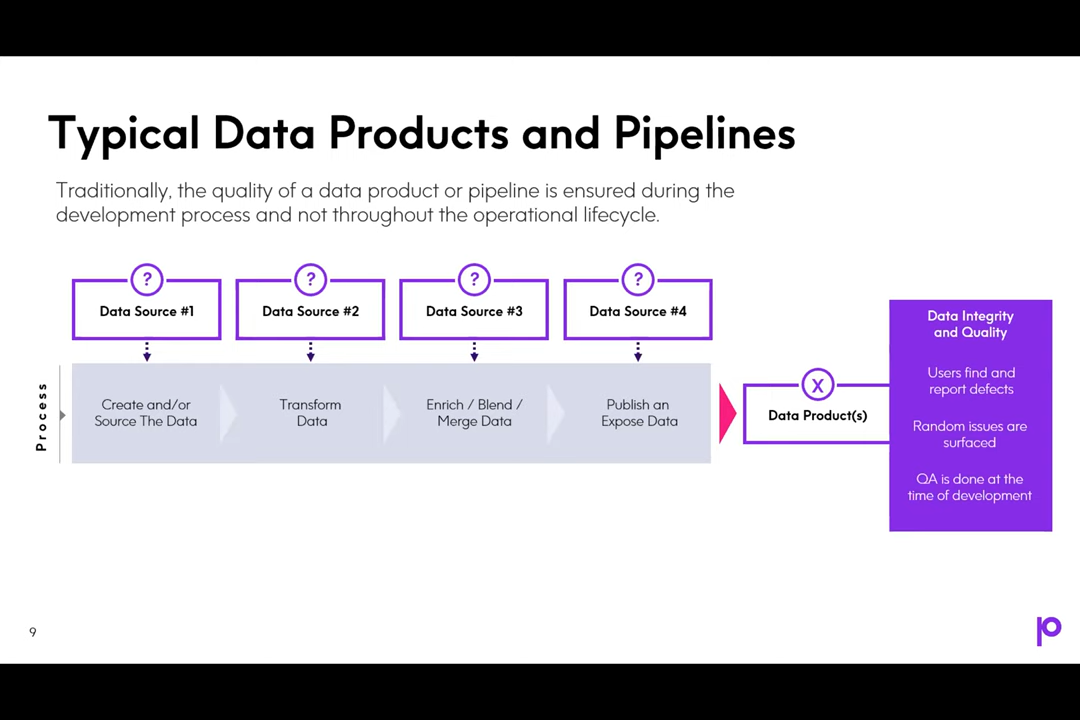 Typical Data Products and Pipelines
Traditionally, the quality of a data product or pipeline is ensured during the
development process and not throughout the operational lifecycle.
?
?
?
?
Data Source #1
Data Source #2
Data Source #3
Data Source #4
Process
Create and/or
Source The Data
Transform
Data
Enrich / Blend /
Merge Data
Publish an
Expose Data
X
Data Product(s)
Data Integrity
and Quality
Users find and
report defects
Random issues are
surfaced
QA is done at the
time of development
9
p